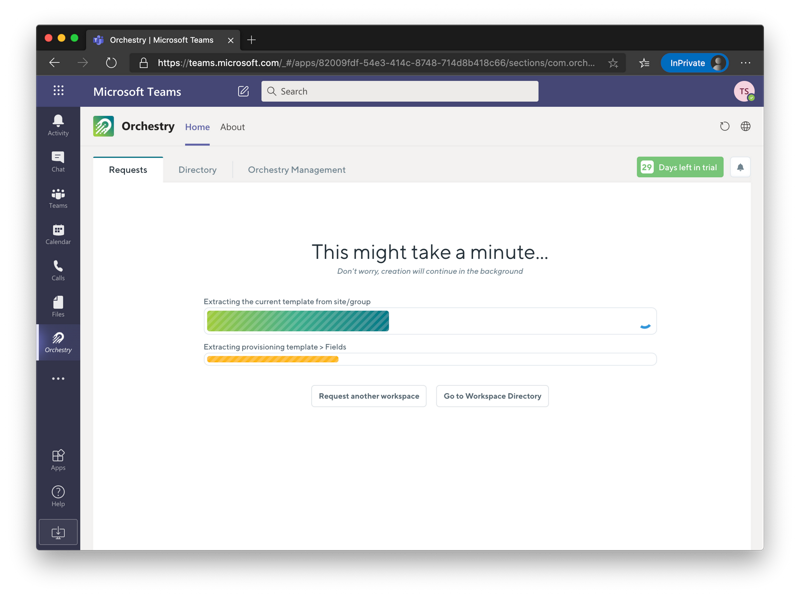 Orchestry | Microsoft Teams
https://teams.microsoft.com/_#/apps/82009fdf-54e3-414c-8748-714d8b418c66/sections/com.orch...
InPrivate
Microsoft Teams
Search
TS
Activity
Chat
Teams
Calendar
Calls
Files
Orchestry
Apps
Help
Orchestry
Home
About
Requests
Directory
Orchestry Management
29 Days left in trial
This might take a minute...
Don't worry, creation will continue in the background
Extracting the current template from site/group
Extracting provisioning template > Fields
Request another workspace
Go to Workspace Directory